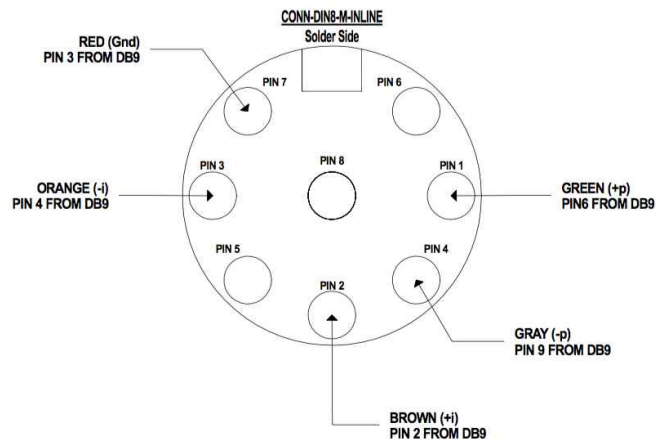 CONN-DIN8-M-INLINE
Solder Side
RED (Gnd)
PIN 3 FROM DB9
PIN 7
PIN 6
ORANGE (-i)
PIN 4 FROM DB9
PIN 3
PIN 8
PIN 1
GREEN (+p)
PIN6 FROM DB9
PIN 5
PIN 2
PIN 4
GRAY (-p)
PIN 9 FROM DB9
BROWN (+i)
PIN 2 FROM DB9